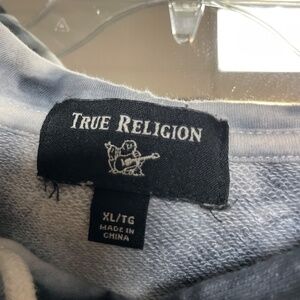 TRUE RELIGION
XL/TG
MADE IN
CHINA